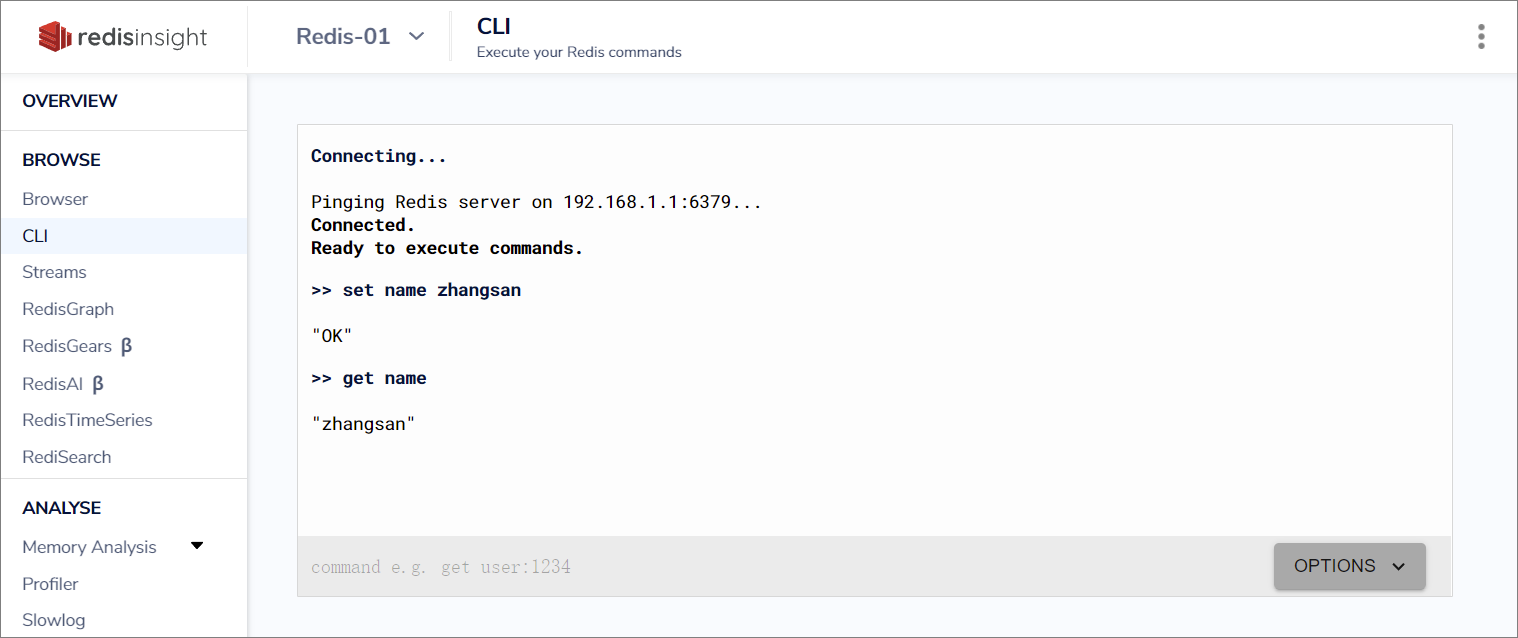 redisinsight
Redis-01
CLI
Execute your Redis commands
OVERVIEW
BROWSE
Browser
CLI
Streams
RedisGraph
RedisGears β
RedisAI β
RedisTimeSeries
RediSearch
ANALYSE
Memory Analysis
Profiler
Slowlog
Connecting...
Pinging Redis server on 192.168.1.1:6379...
Connected.
Ready to execute commands.
>> set name zhangsan
"OK"
>> get name
"zhangsan"
command e.g. get user:1234
OPTIONS